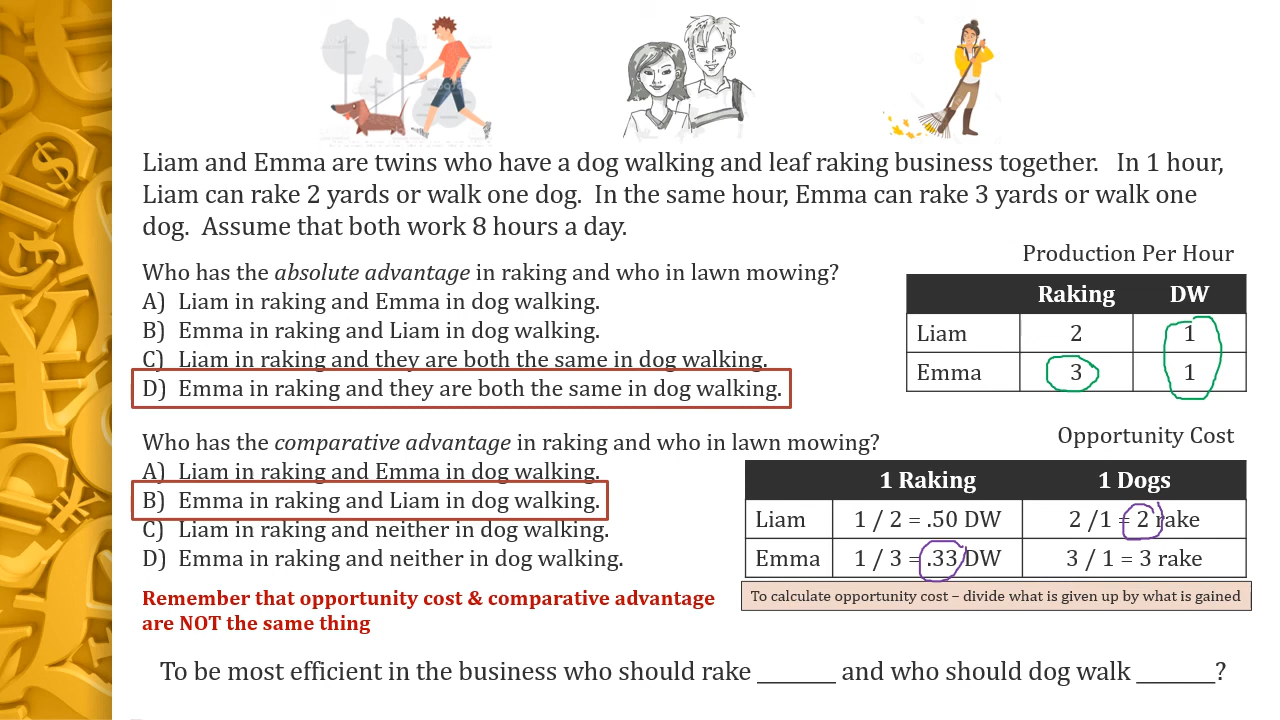 Liam and Emma are twins who have a dog walking and leaf raking business together. In 1 hour,
Liam can rake 2 yards or walk one dog. In the same hour, Emma can rake 3 yards or walk one
dog. Assume that both work 8 hours a day.
Who has the absolute advantage in raking and who in lawn mowing?
A) Liam in raking and Emma in dog walking.
B) Emma in raking and Liam in dog walking.
C) Liam in raking and they are both the same in dog walking.
D) Emma in raking and they are both the same in dog walking.
Production Per Hour
Raking DW
Liam 2 1
Emma 3 1
Who has the comparative advantage in raking and who in lawn mowing?
A) Liam in raking and Emma in dog walking.
B) Emma in raking and Liam in dog walking.
C) Liam in raking and neither in dog walking.
D) Emma in raking and neither in dog walking.
Opportunity Cost
1 Raking 1 Dogs
Liam 1 / 2 = .50 DW 2 /1 = 2 rake
Emma 1 / 3 = .33 DW 3 / 1 = 3 rake
To calculate opportunity cost – divide what is given up by what is gained
Remember that opportunity cost & comparative advantage
are NOT the same thing
To be most efficient in the business who should rake _______ and who should dog walk _______?